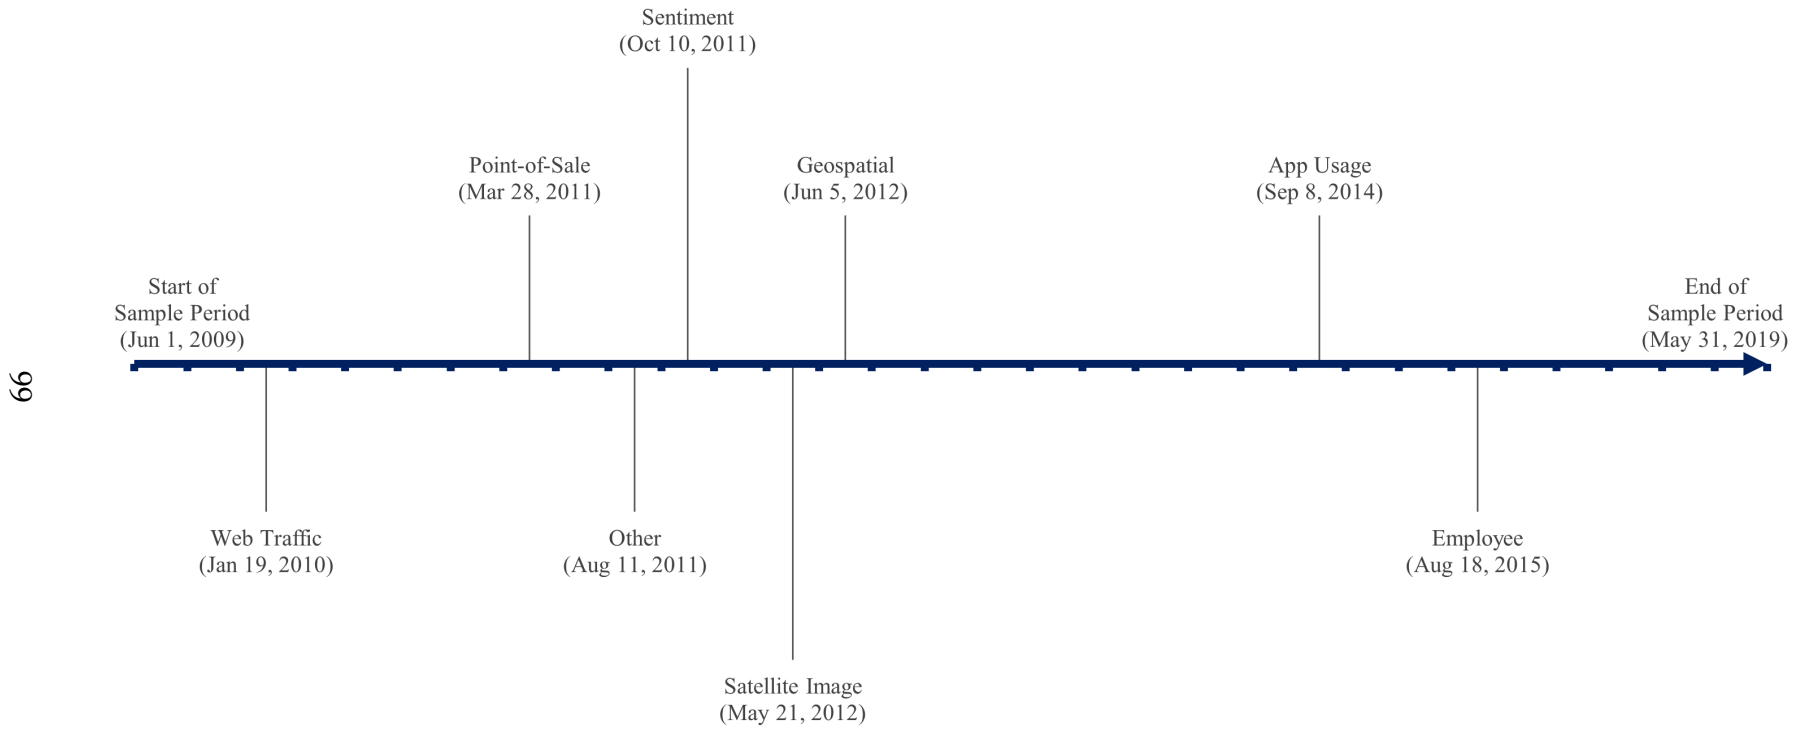 Sentiment
(Oct 10, 2011)
Point-of-Sale
(Mar 28, 2011)
Geospatial
(Jun 5, 2012)
App Usage
(Sep 8, 2014)
Start of
Sample Period
(Jun 1, 2009)
End of
Sample Period
(May 31, 2019)
66
Web Traffic
(Jan 19, 2010)
Other
(Aug 11, 2011)
Employee
(Aug 18, 2015)
Satellite Image
(May 21, 2012)